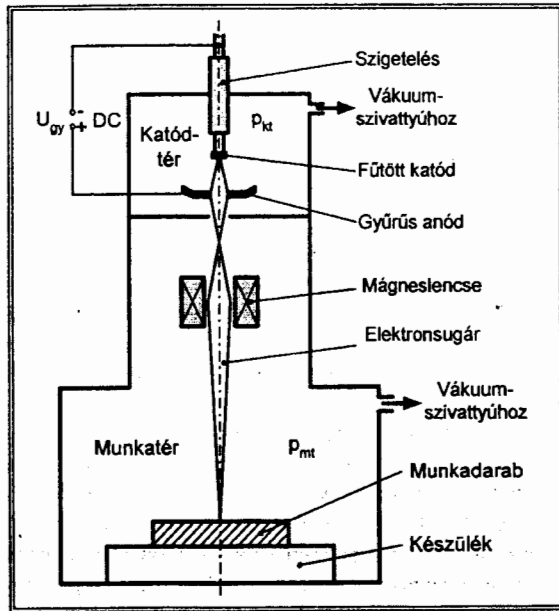 Szigetelés
Vákuum-
szivattyúhoz
U_gy
-
+
DC
Katód-
tér
p_kt
Fűtött katód
Gyűrűs anód
Mágneslencse
Elektronsugár
Vákuum-
szivattyúhoz
Munkatér
p_mt
Munkadarab
Készülék